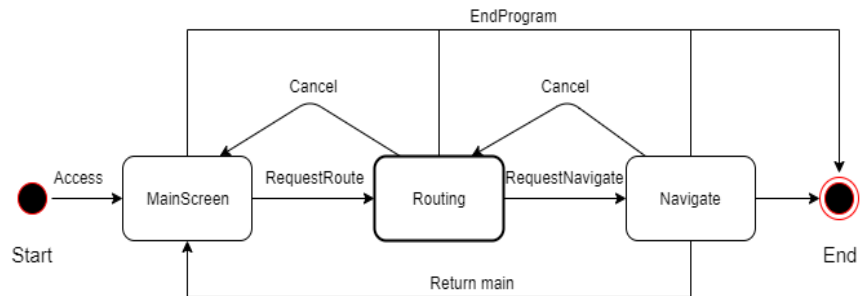 EndProgram
Cancel
Cancel
Access
RequestRoute
RequestNavigate
MainScreen
Routing
Navigate
Start
End
Return main